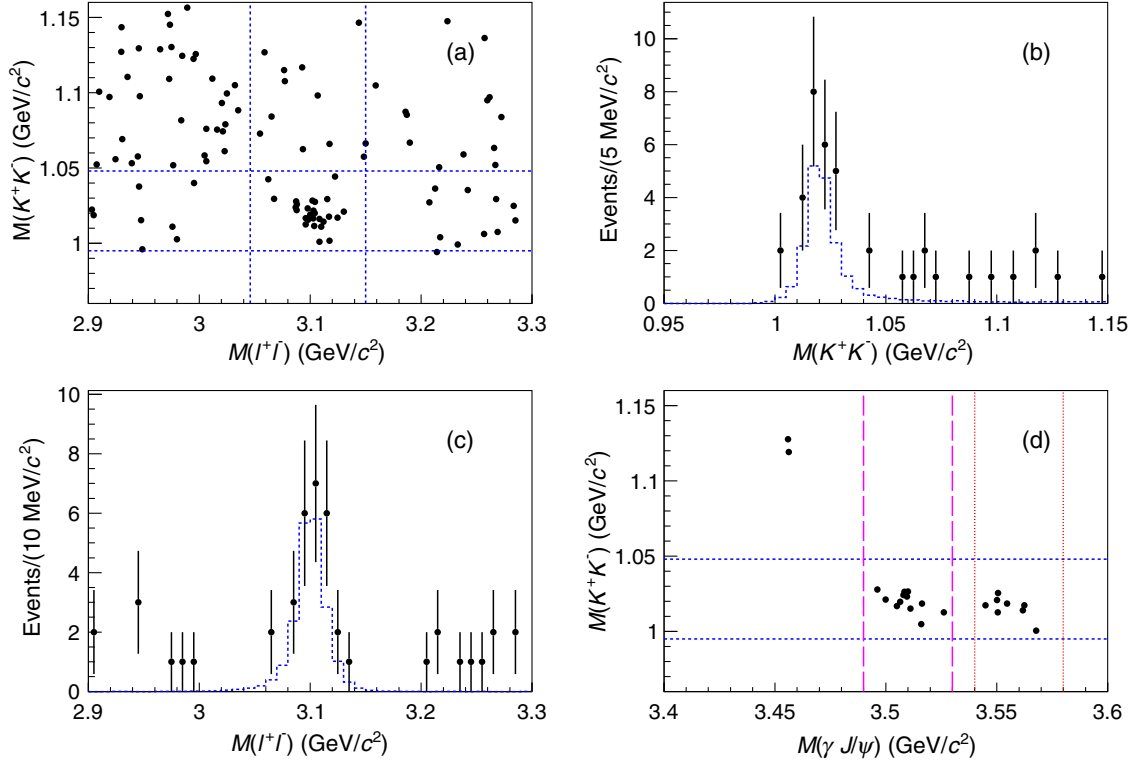 (a)
M(K⁺K⁻) (GeV/c²)
1.15
1.1
1.05
1
2.9 3 3.1 3.2 3.3
M(l⁺l⁻) (GeV/c²)
(b)
Events/(5 MeV/c²)
10
8
6
4
2
0
0.95 1 1.05 1.1 1.15
M(K⁺K⁻) (GeV/c²)
(c)
Events/(10 MeV/c²)
10
8
6
4
2
0
2.9 3 3.1 3.2 3.3
M(l⁺l⁻) (GeV/c²)
(d)
M(K⁺K⁻) (GeV/c²)
1.15
1.1
1.05
1
3.4 3.45 3.5 3.55 3.6
M(γ J/ψ) (GeV/c²)